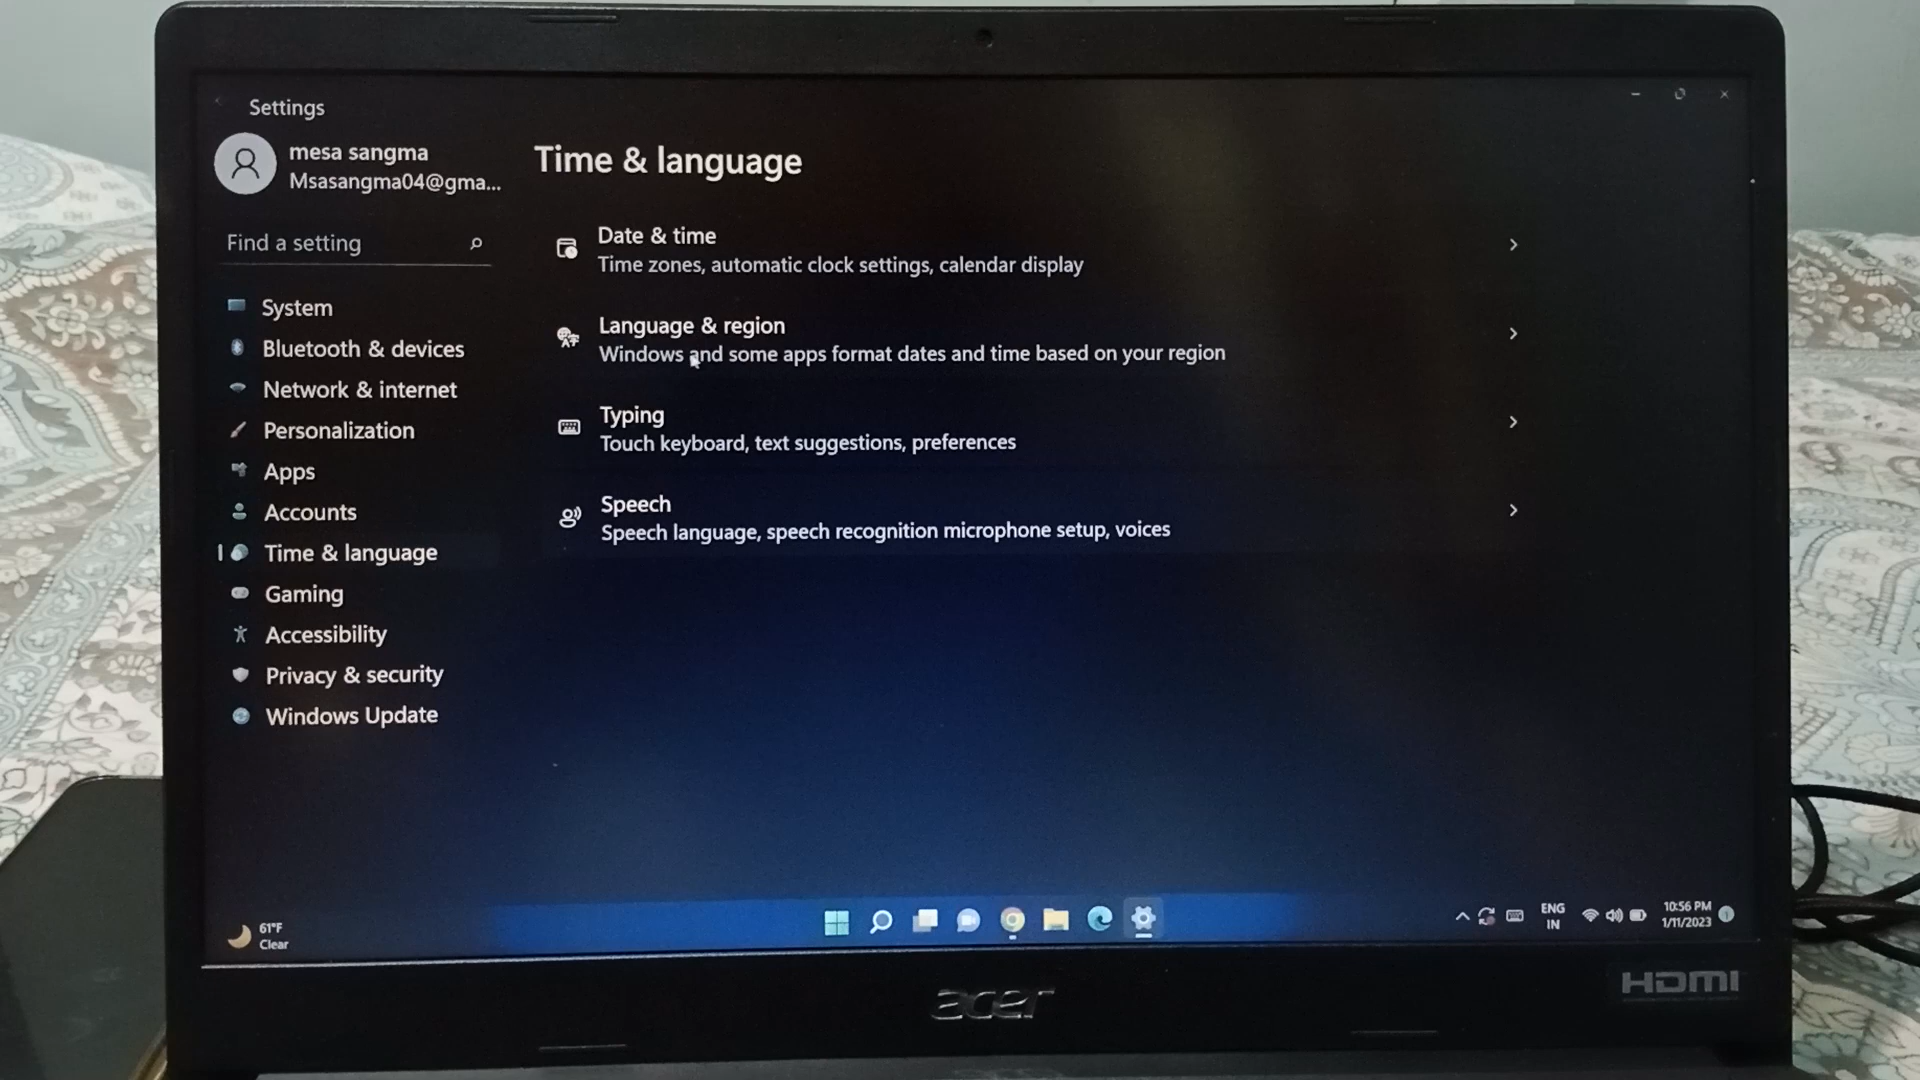 Settings
mesa sangma
Msasangma04@gma...
Find a setting
System
Bluetooth & devices
Network & internet
Personalization
Apps
Accounts
Time & language
Gaming
Accessibility
Privacy & security
Windows Update
Time & language
Date & time
Time zones, automatic clock settings, calendar display
Language & region
Windows and some apps format dates and time based on your region
Typing
Touch keyboard, text suggestions, preferences
Speech
Speech language, speech recognition microphone setup, voices
61°F
Clear
ENG
IN
10:56 PM
1/11/2023
1
acer
HDMI